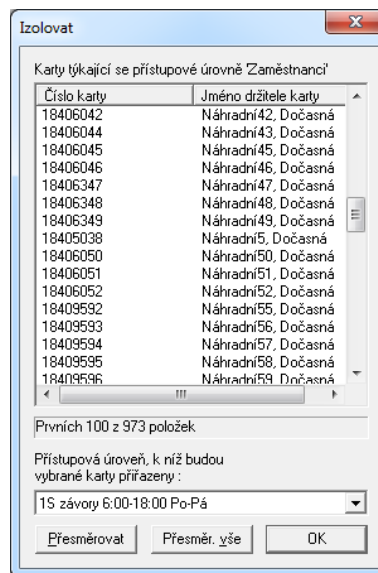 Izolovat
Karty týkající se přístupové úrovně 'Zaměstnanci'
Číslo karty Jméno držitele karty
18406042 Náhradní42, Dočasná
18406044 Náhradní43, Dočasná
18406045 Náhradní45, Dočasná
18406046 Náhradní46, Dočasná
18406347 Náhradní47, Dočasná
18406348 Náhradní48, Dočasná
18406349 Náhradní49, Dočasná
18405038 Náhradní5, Dočasná
18406050 Náhradní50, Dočasná
18406051 Náhradní51, Dočasná
18406052 Náhradní52, Dočasná
18409592 Náhradní55, Dočasná
18409593 Náhradní56, Dočasná
18409594 Náhradní57, Dočasná
18409595 Náhradní58, Dočasná
18409596 Náhradní59, Dočasná
Prvních 100 z 973 položek
Přístupová úroveň, k níž budou
vybrané karty přiřazeny :
1S závory 6:00-18:00 Po-Pá
Přesměrovat Přesměr. vše OK